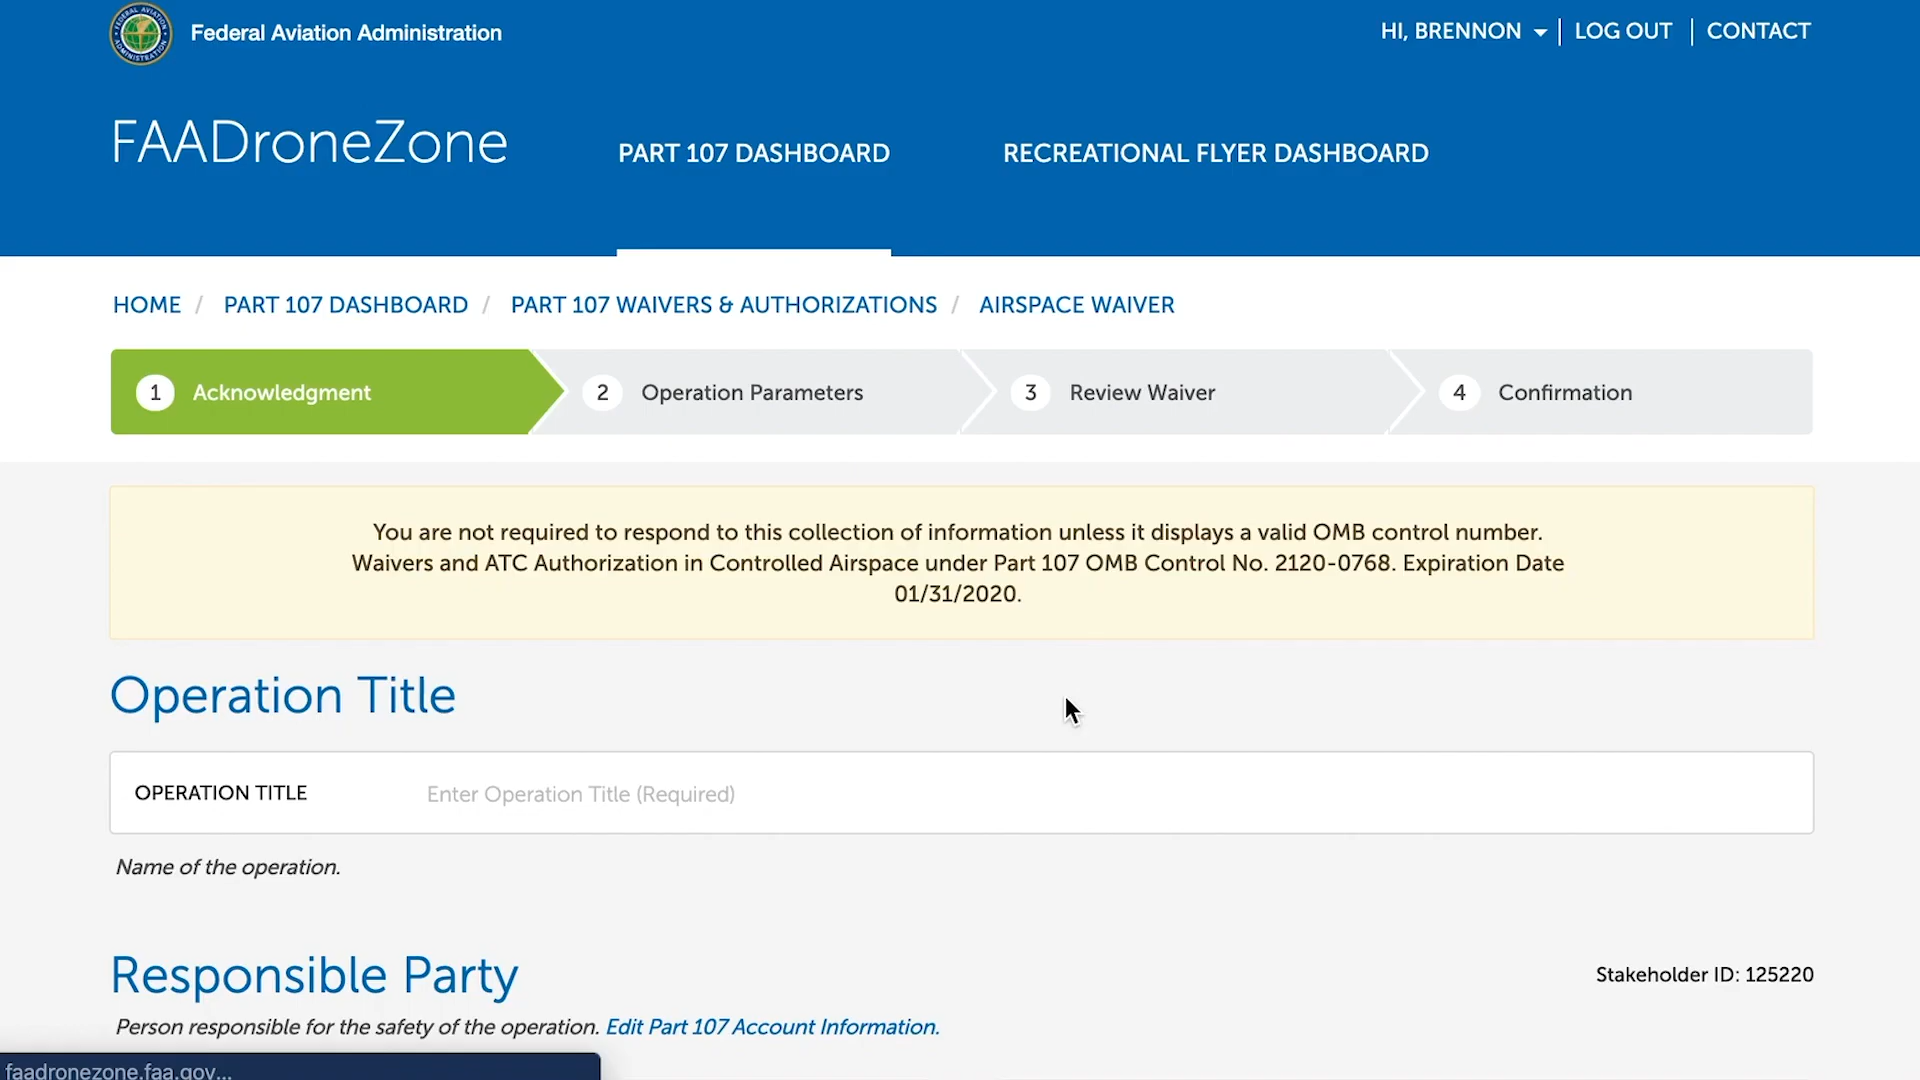 Federal Aviation Administration
HI, BRENNON
LOG OUT
CONTACT
FAADroneZone
PART 107 DASHBOARD
RECREATIONAL FLYER DASHBOARD
HOME / PART 107 DASHBOARD / PART 107 WAIVERS & AUTHORIZATIONS / AIRSPACE WAIVER
1 Acknowledgment
2 Operation Parameters
3 Review Waiver
4 Confirmation
You are not required to respond to this collection of information unless it displays a valid OMB control number.
Waivers and ATC Authorization in Controlled Airspace under Part 107 OMB Control No. 2120-0768. Expiration Date
01/31/2020.
Operation Title
OPERATION TITLE
Enter Operation Title (Required)
Name of the operation.
Responsible Party
Stakeholder ID: 125220
Person responsible for the safety of the operation. Edit Part 107 Account Information.
faadronezone.faa.gov...